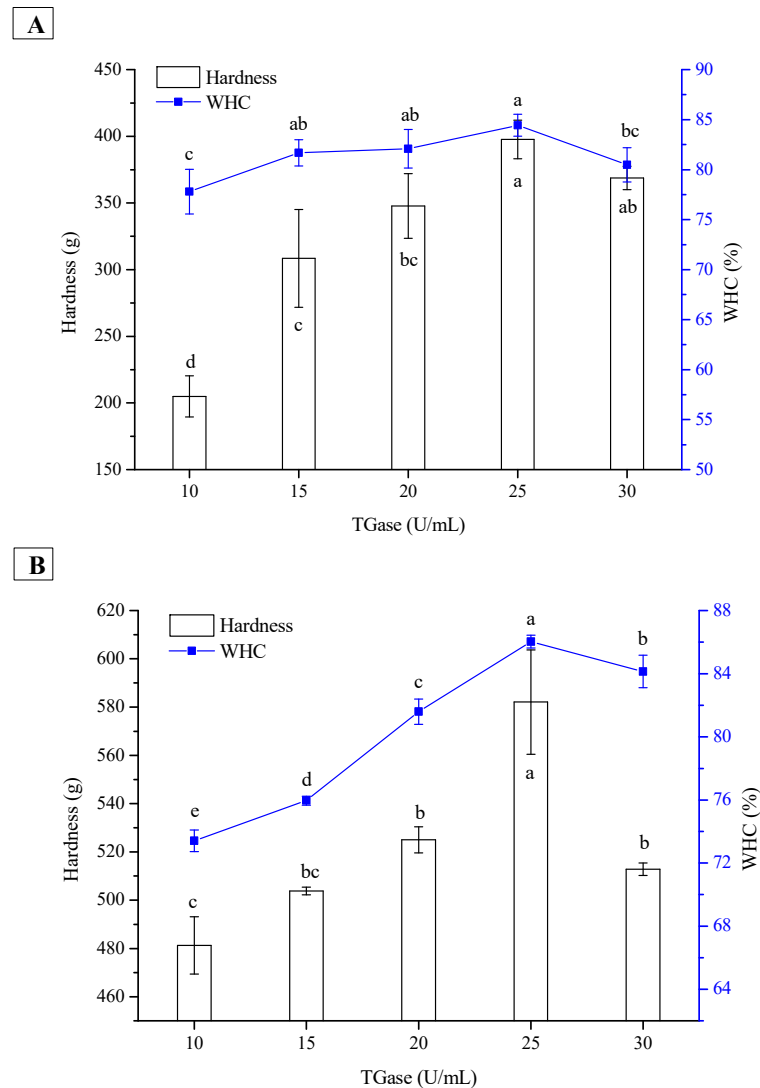 A
Hardness
WHC
450
400
350
300
250
200
150
90
85
80
75
70
65
60
55
50
c
ab
ab
a
bc
d
c
bc
a
ab
Hardness (g)
WHC (%)
10 15 20 25 30
TGase (U/mL)
B
Hardness
WHC
620
600
580
560
540
520
500
480
460
88
84
80
76
72
68
64
e
d
c
a
b
c
bc
b
a
b
Hardness (g)
WHC (%)
10 15 20 25 30
TGase (U/mL)